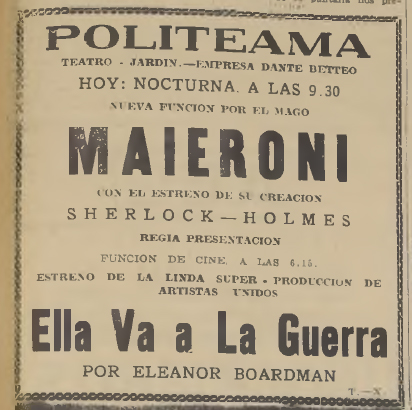 POLITEAMA
TEATRO - JARDIN.—EMPRESA DANTE BETTEO
HOY: NOCTURNA. A LAS 9.30
NUEVA FUNCION POR EL MAGO
MAIERONI
CON EL ESTRENO DE SU CREACION
SHERLOCK—HOLMES
REGIA PRESENTACION
FUNCION DE CINE, A LAS 6.15.
ESTRENO DE LA LINDA SUPER - PRODUCCION DE
ARTISTAS UNIDOS
Ella Va a La Guerra
POR ELEANOR BOARDMAN
T.—X.